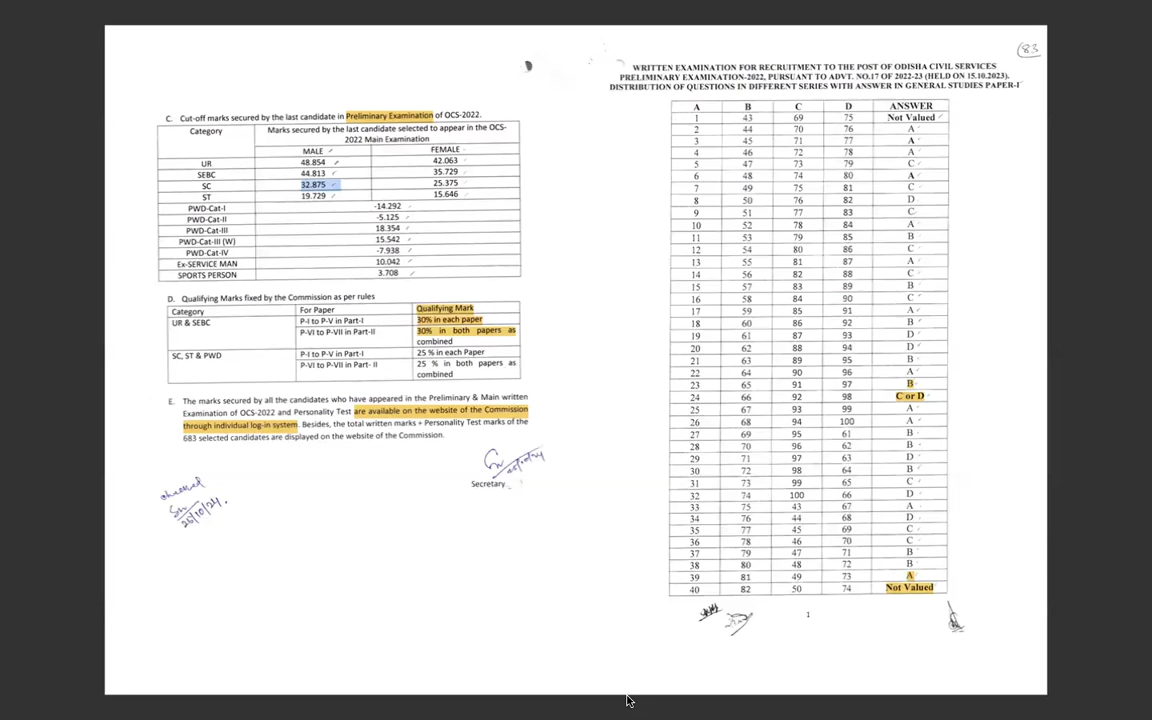 C. Cut-off marks secured by the last candidate in Preliminary Examination of OCS-2022.
Category
Marks secured by the last candidate selected to appear in the OCS-
2022 Main Examination
MALE FEMALE
UR 48.854 42.063
SEBC 44.813 35.729
SC 32.875 25.375
ST 19.729 15.646
PWD-Cat-I -14.292
PWD-Cat-II -5.125
PWD-Cat-III 18.354
PWD-Cat-III (W) 15.542
PWD-Cat-IV -7.938
Ex-SERVICE MAN 10.042
SPORTS PERSON 3.708
D. Qualifying Marks fixed by the Commission as per rules
Category For Paper Qualifying Mark
UR & SEBC P-I to P-V in Part-I 30% in each paper
P-VI to P-VII in Part-II 30% in both papers as
combined
SC, ST & PWD P-I to P-V in Part-I 25 % in each Paper
P-VI to P-VII in Part- II 25 % in both papers as
combined
E. The marks secured by all the candidates who have appeared in the Preliminary & Main written
Examination of OCS-2022 and Personality Test are available on the website of the Commission
through individual log-in system. Besides, the total written marks + Personality Test marks of the
683 selected candidates are displayed on the website of the Commission.
Secretary
26/10/24
83
WRITTEN EXAMINATION FOR RECRUITMENT TO THE POST OF ODISHA CIVIL SERVICES
PRELIMINARY EXAMINATION-2022, PURSUANT TO ADVT. NO.17 OF 2022-23 (HELD ON 15.10.2023).
DISTRIBUTION OF QUESTIONS IN DIFFERENT SERIES WITH ANSWER IN GENERAL STUDIES PAPER-I
A B C D ANSWER
1 43 69 75 Not Valued
2 44 70 76 A
3 45 71 77 A
4 46 72 78 A
5 47 73 79 C
6 48 74 80 A
7 49 75 81 C
8 50 76 82 D
9 51 77 83 C
10 52 78 84 A
11 53 79 85 B
12 54 80 86 C
13 55 81 87 A
14 56 82 88 C
15 57 83 89 B
16 58 84 90 C
17 59 85 91 A
18 60 86 92 B
19 61 87 93 D
20 62 88 94 D
21 63 89 95 B
22 64 90 96 A
23 65 91 97 B
24 66 92 98 C or D
25 67 93 99 A
26 68 94 100 A
27 69 95 61 B
28 70 96 62 B
29 71 97 63 D
30 72 98 64 B
31 73 99 65 C
32 74 100 66 D
33 75 43 67 A
34 76 44 68 D
35 77 45 69 C
36 78 46 70 C
37 79 47 71 B
38 80 48 72 B
39 81 49 73 A
40 82 50 74 Not Valued
1